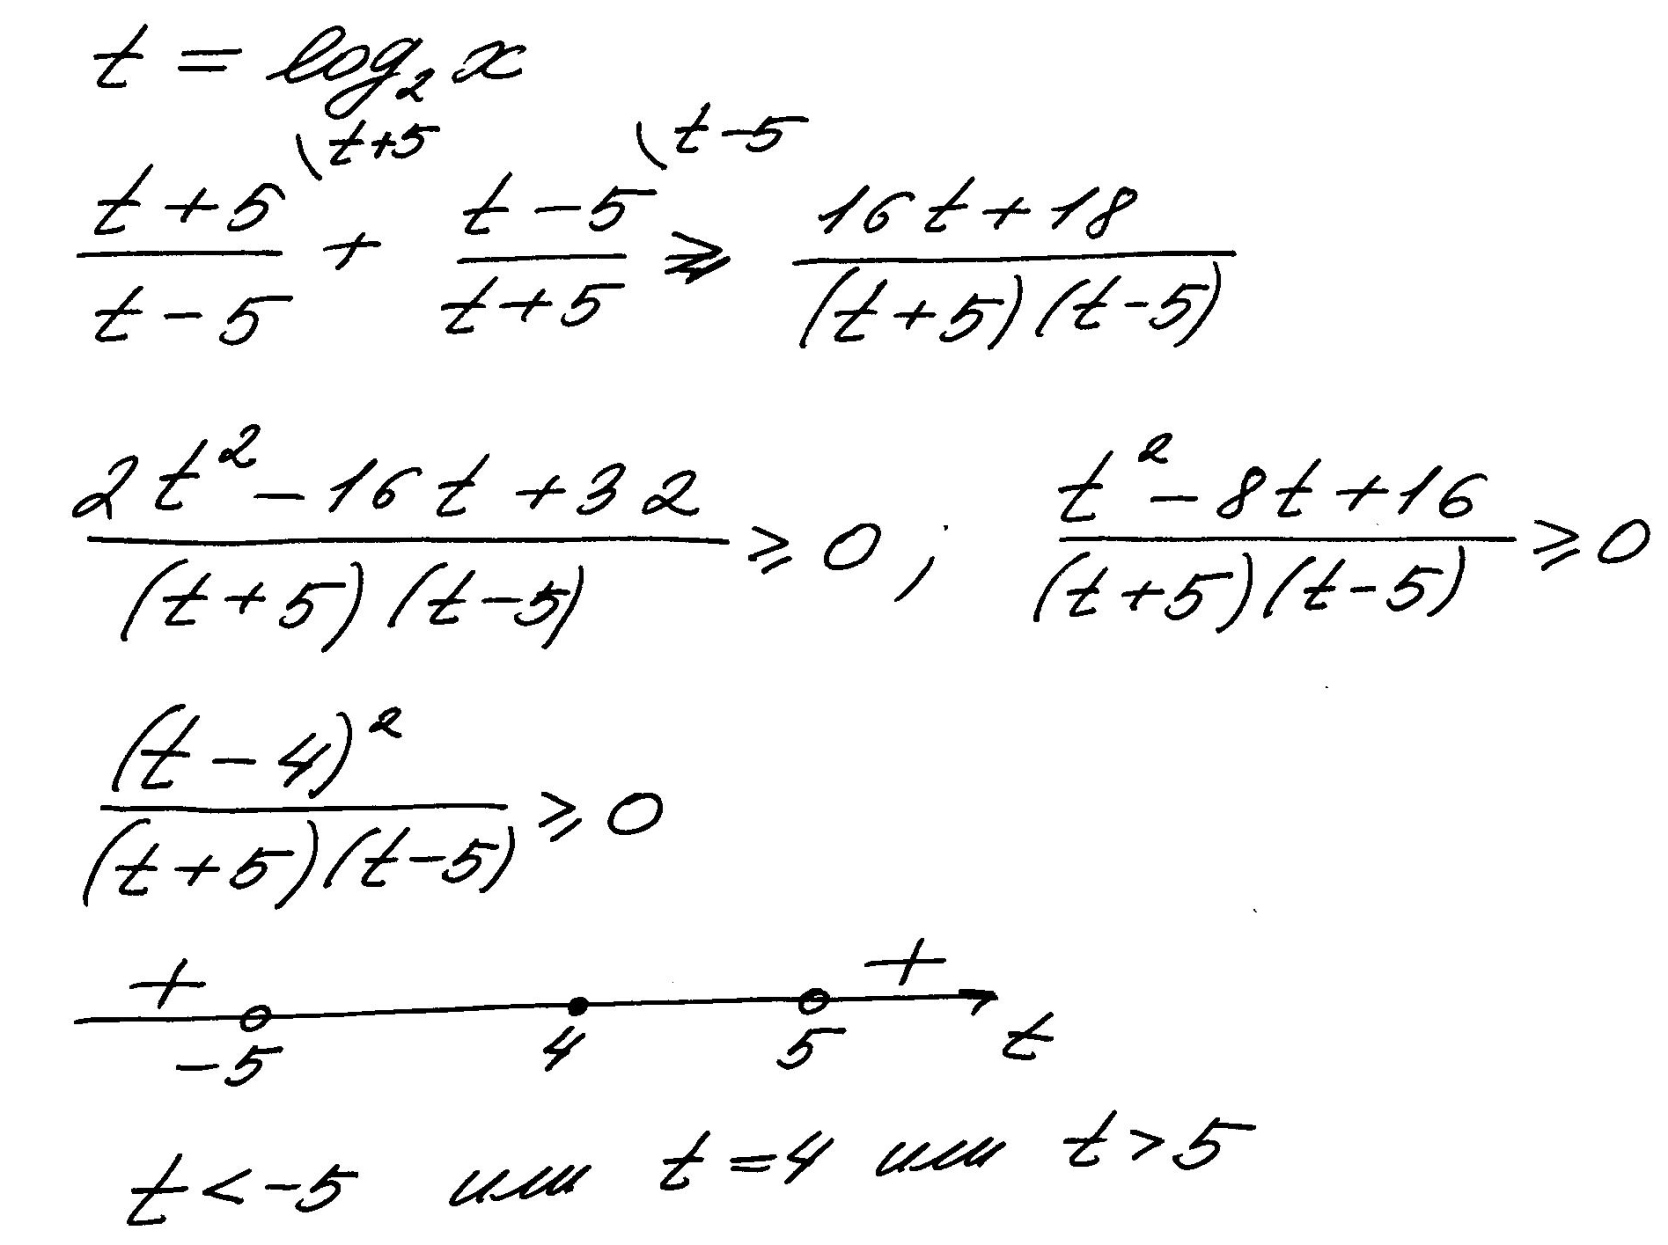 t = log₂ x
\t+5 \t-5
(t+5)/(t-5) + (t-5)/(t+5) ⩾ (16t+18)/((t+5)(t-5))
(2t²-16t+32)/((t+5)(t-5)) ⩾ 0 ; (t²-8t+16)/((t+5)(t-5)) ⩾ 0
(t-4)²/((t+5)(t-5)) ⩾ 0
+ +
-5 4 5 t
t < -5 или t = 4 или t > 5